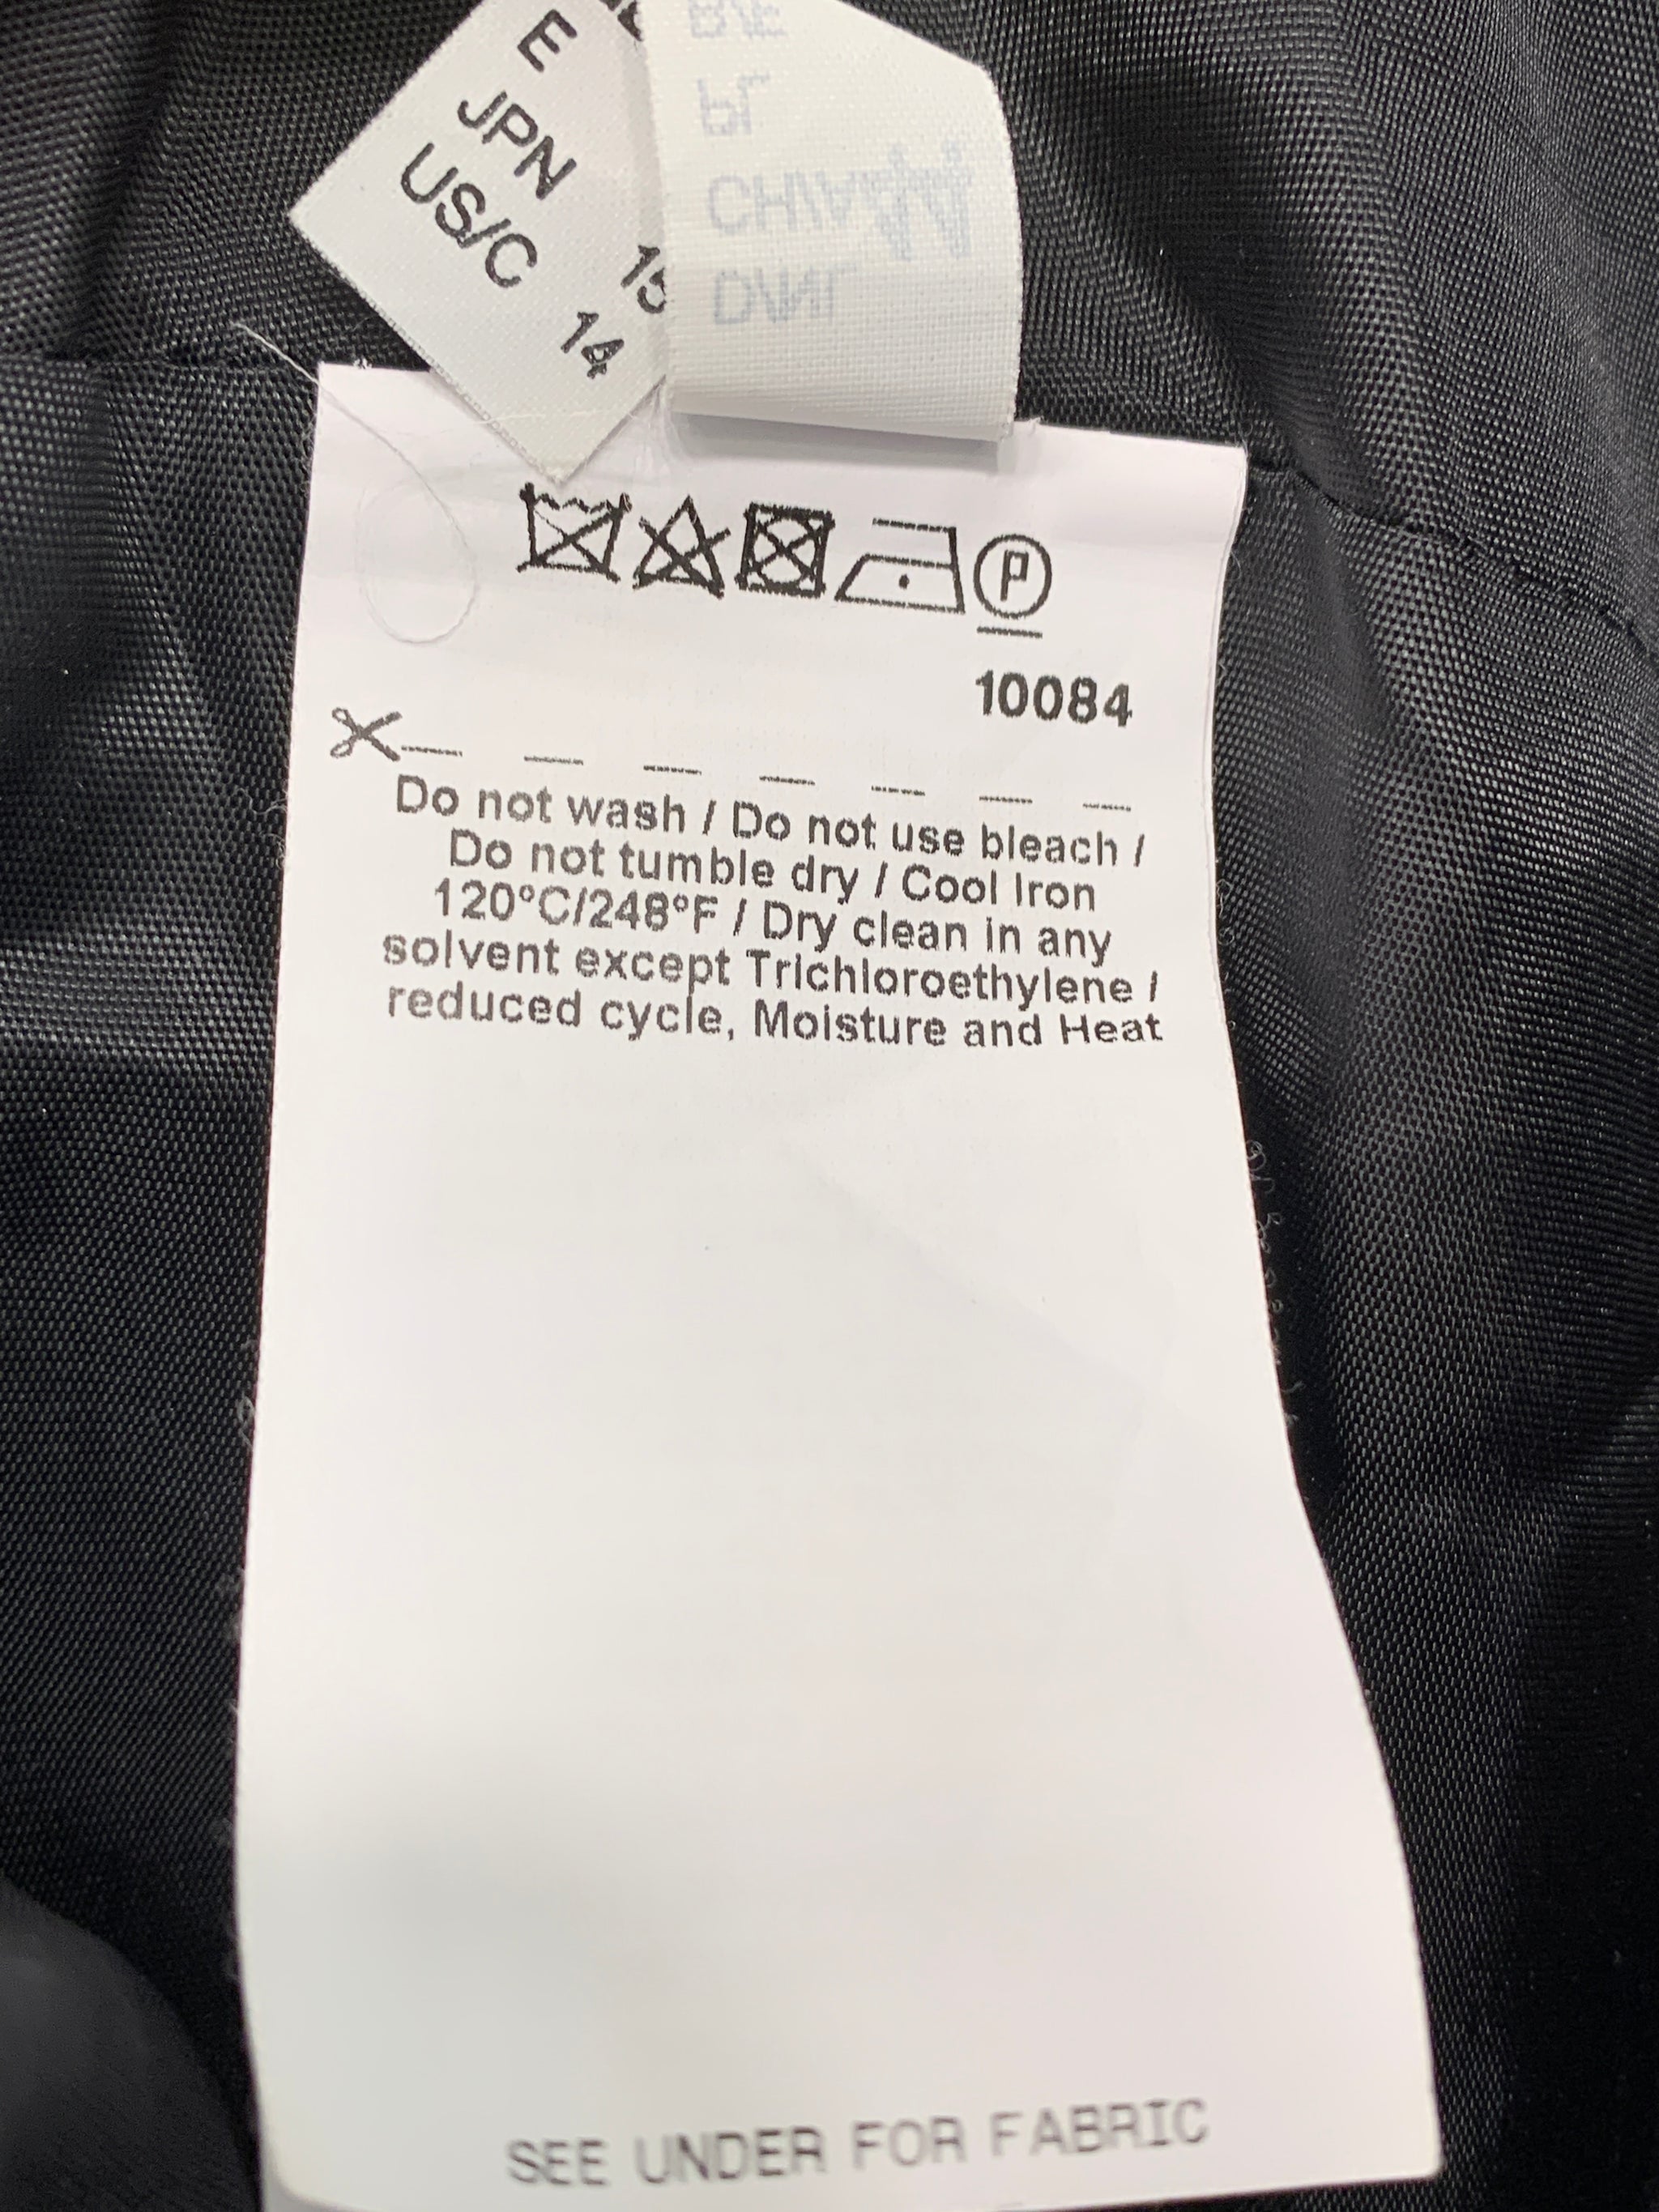 E
JPN 15
US/C 14
P
10084
Do not wash / Do not use bleach /
Do not tumble dry / Cool Iron
120°C/248°F / Dry clean in any
solvent except Trichloroethylene /
reduced cycle, Moisture and Heat
SEE UNDER FOR FABRIC